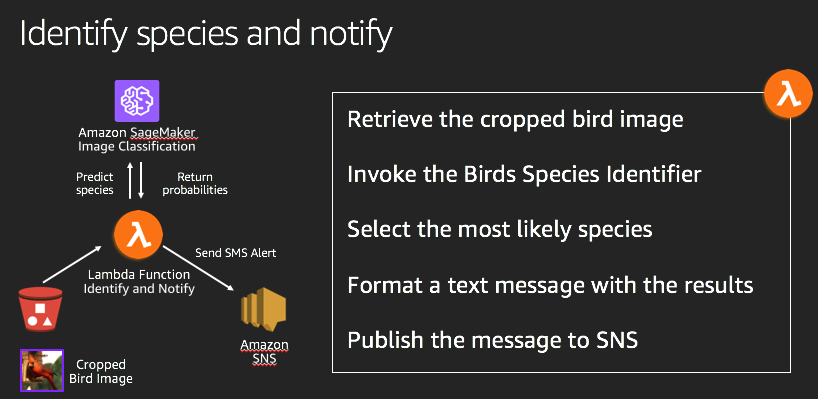 Identify species and notify
Amazon SageMaker
Image Classification
Predict
species
Return
probabilities
Send SMS Alert
Lambda Function
Identify and Notify
Amazon
SNS
Cropped
Bird Image
Retrieve the cropped bird image
Invoke the Birds Species Identifier
Select the most likely species
Format a text message with the results
Publish the message to SNS